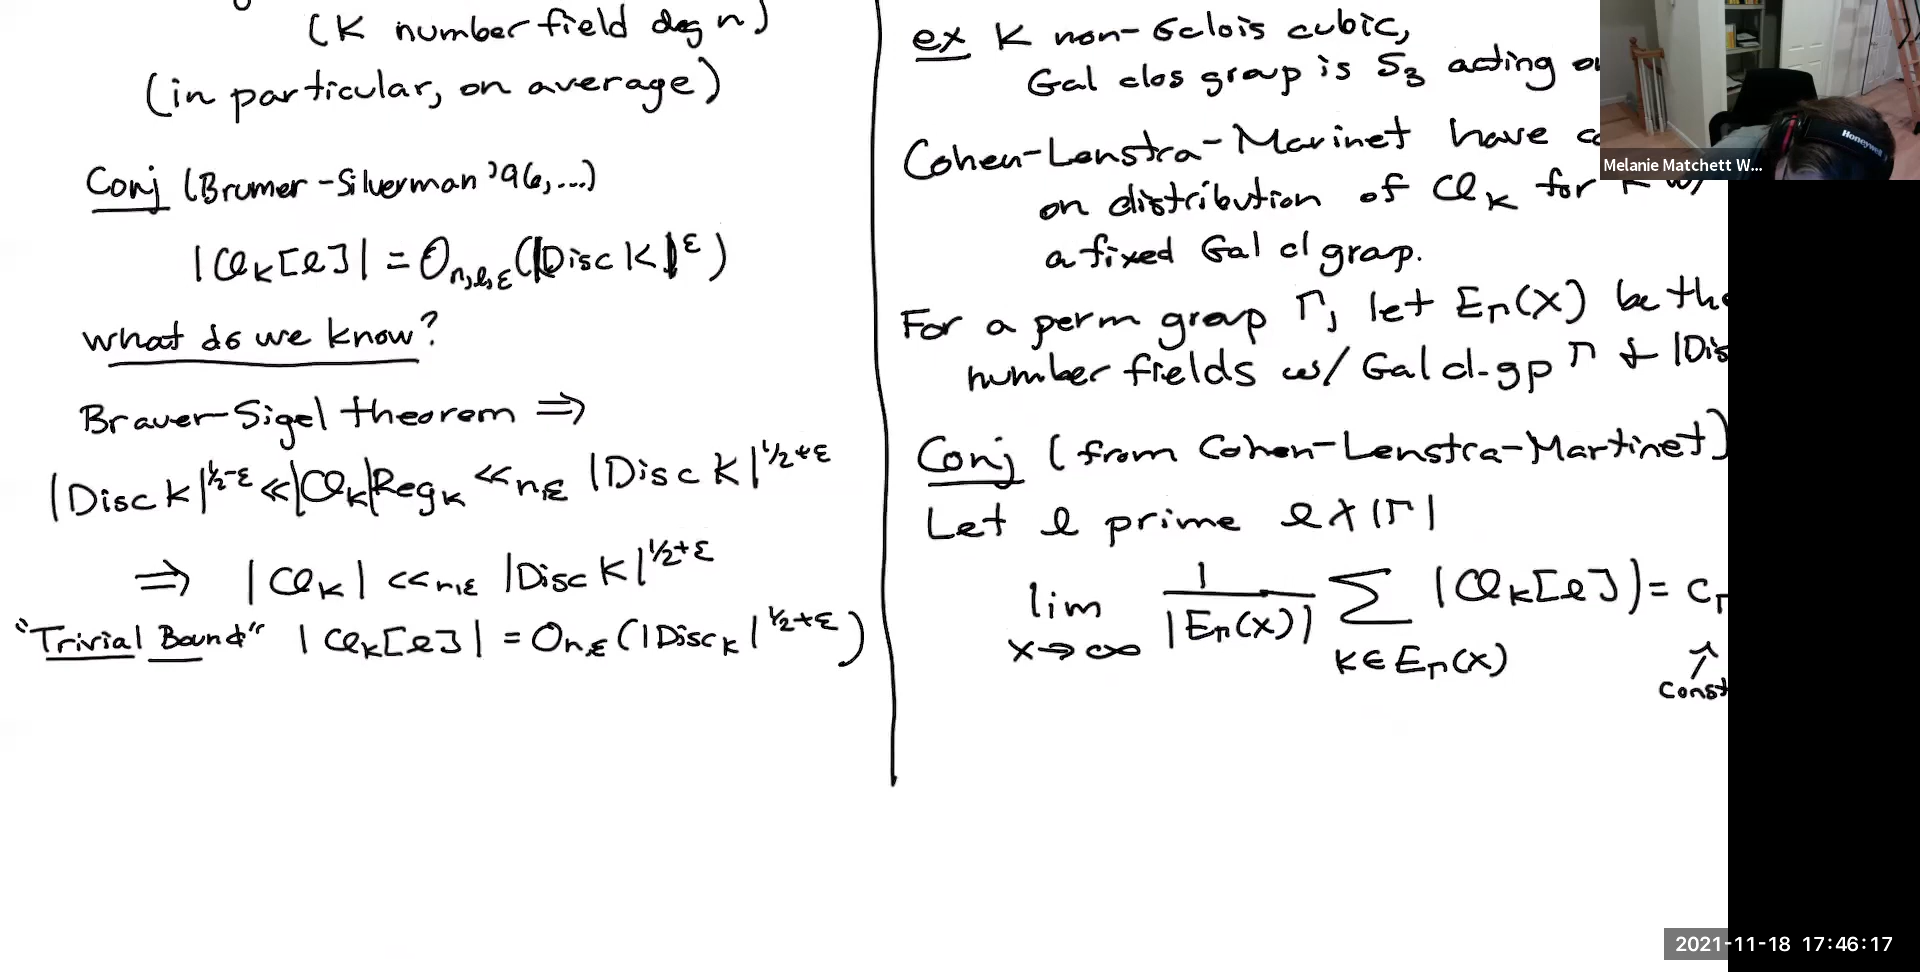 (K number field deg n)
(in particular, on average)
Conj (Brumer-Silverman '96,...)
|Cl_K[ℓ]| = O_{n,ℓ,ε}(|Disc K|^ε)
What do we know?
Brauer-Sigel theorem ⇒
|Disc K|^{1/2-ε} ≪ |Cl_K| Reg_K ≪_{n,ε} |Disc K|^{1/2+ε}
⇒ |Cl_K| ≪_{n,ε} |Disc K|^{1/2+ε}
"Trivial Bound" |Cl_K[ℓ]| = O_{n,ε}(|Disc_K|^{1/2+ε})
ex K non-Galois cubic,
Gal clos group is S_3 acting
Cohen-Lenstra-Marinet have
on distribution of Cl_K for K w/
a fixed Gal cl group.
For a perm group Γ, let E_Γ(X) be the
number fields w/ Gal cl-gp Γ & |Dis
Conj (from Cohen-Lenstra-Martinet)
Let ℓ prime ℓ∤|Γ|
lim_{X→∞} 1/|E_Γ(X)| ∑_{K∈E_Γ(X)} |Cl_K[ℓ]| = c_Γ
↑
const
Melanie Matchett W...
Honeywell
2021-11-18 17:46:17